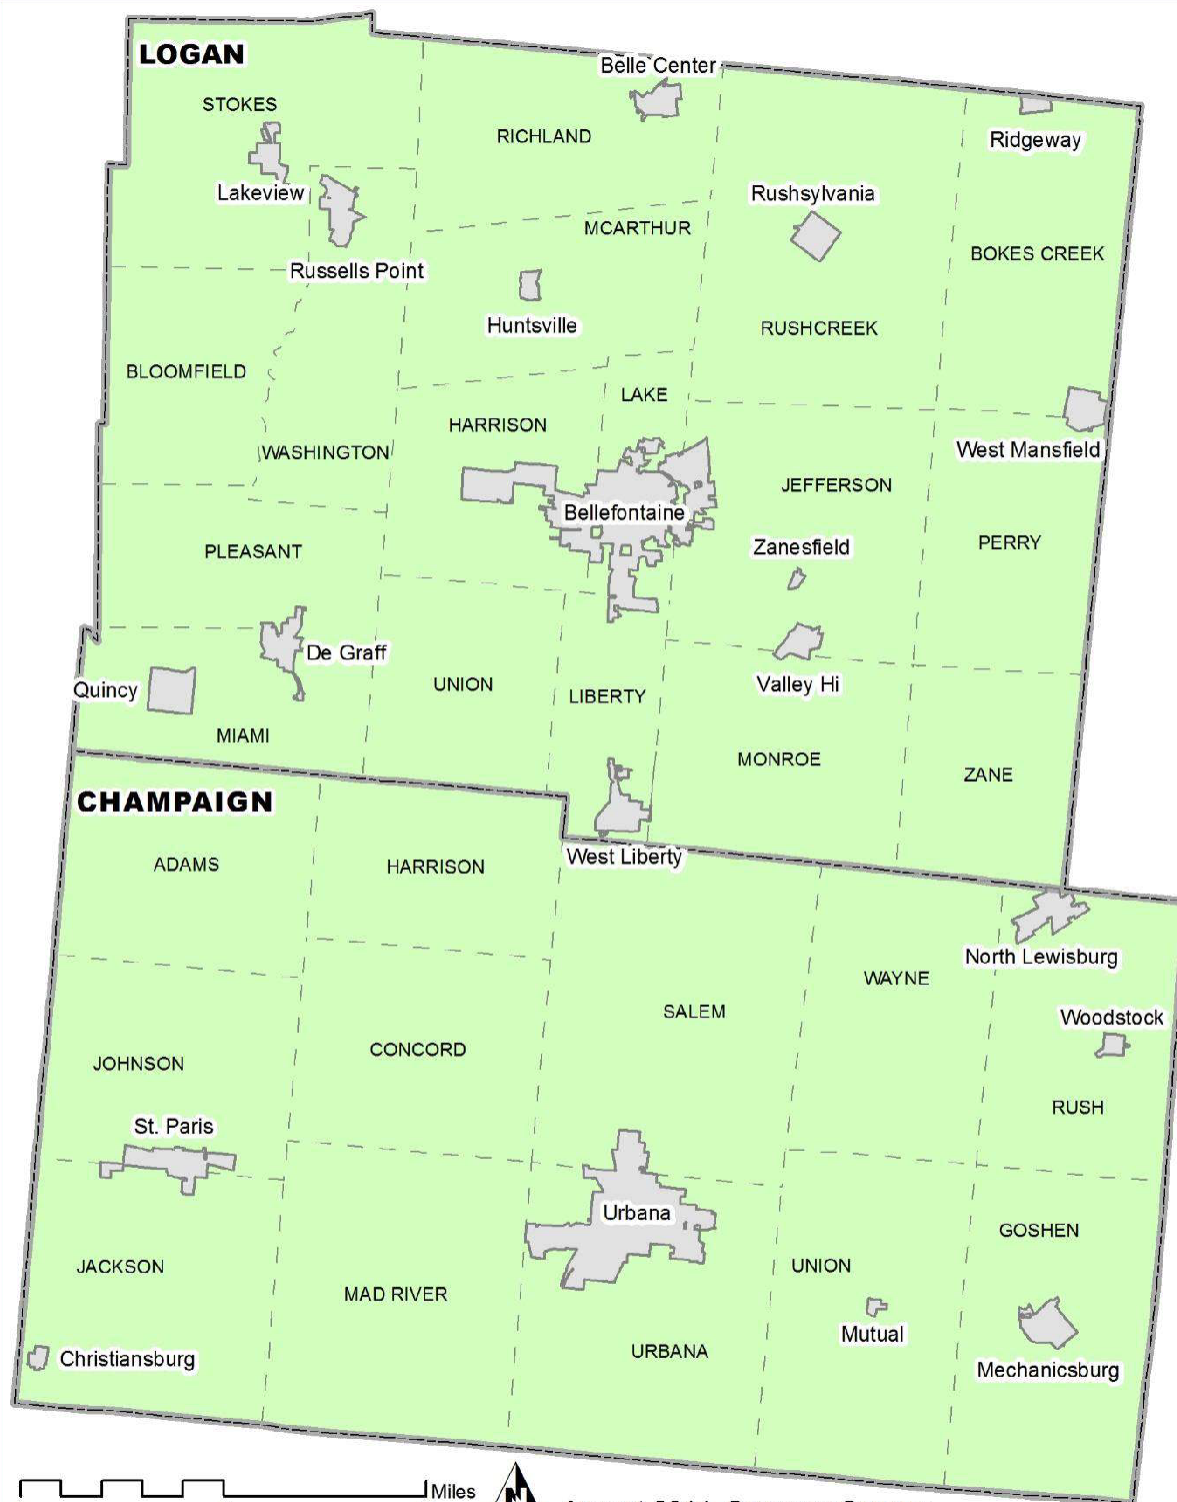 LOGAN
Belle Center
STOKES
RICHLAND
Ridgeway
Lakeview
Rushsylvania
MCARTHUR
BOKES CREEK
Russells Point
Huntsville
RUSHCREEK
BLOOMFIELD
LAKE
HARRISON
WASHINGTON
West Mansfield
JEFFERSON
Bellefontaine
PLEASANT
Zanesfield
PERRY
De Graff
Quincy
UNION
LIBERTY
Valley Hi
MIAMI
MONROE
ZANE
CHAMPAIGN
West Liberty
ADAMS
HARRISON
North Lewisburg
WAYNE
SALEM
Woodstock
JOHNSON
CONCORD
RUSH
St. Paris
Urbana
GOSHEN
JACKSON
UNION
MAD RIVER
Mutual
Christiansburg
URBANA
Mechanicsburg
Miles
N